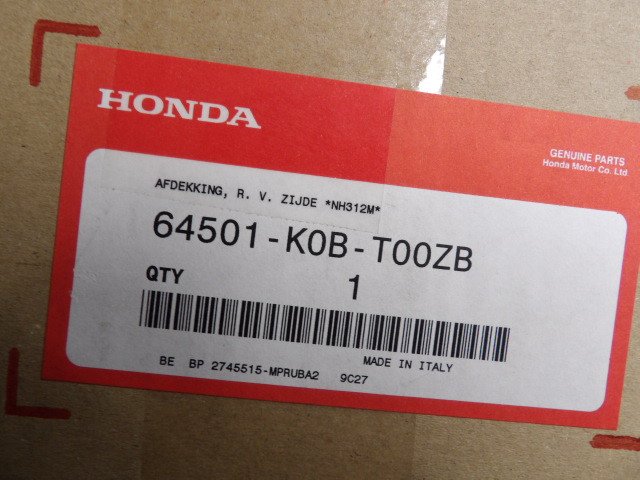 HONDA
GENUINE PARTS
Honda Motor Co. Ltd
AFDEKKING, R. V. ZIJDE *NH312M*
64501-K0B-T00ZB
QTY 1
MADE IN ITALY
BE BP 2745515-MPRUBA2 9C27